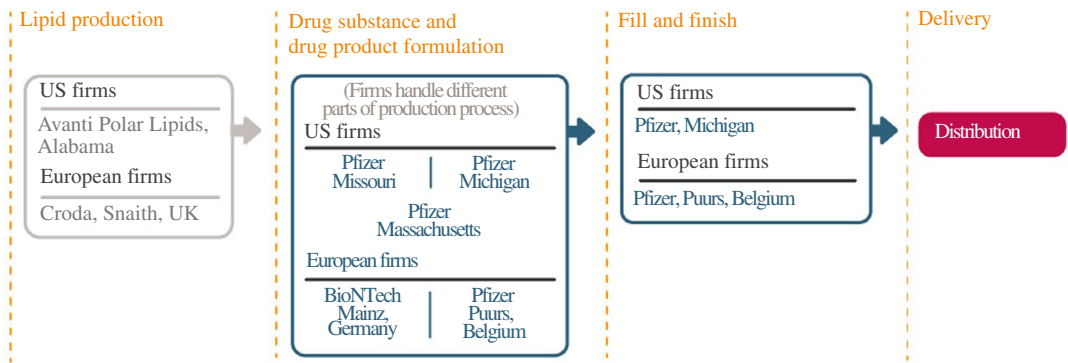 Lipid production
US firms
Avanti Polar Lipids,
Alabama
European firms
Croda, Snaith, UK
Drug substance and
drug product formulation
(Firms handle different
parts of production process)
US firms
Pfizer
Missouri
Pfizer
Michigan
Pfizer
Massachusetts
European firms
BioNTech
Mainz,
Germany
Pfizer
Puurs,
Belgium
Fill and finish
US firms
Pfizer, Michigan
European firms
Pfizer, Puurs, Belgium
Delivery
Distribution